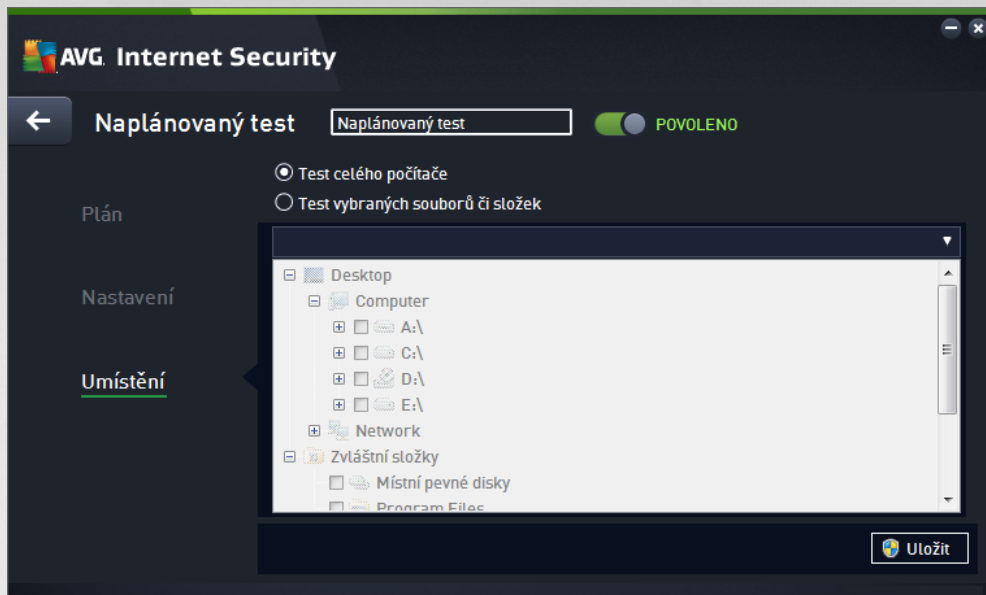 AVG Internet Security
Naplánovaný test
Naplánovaný test
POVOLENO
Plán
Nastavení
Umístění
Test celého počítače
Test vybraných souborů či složek
Desktop
Computer
A:\
C:\
D:\
E:\
Network
Zvláštní složky
Místní pevné disky
Program Files
Uložit